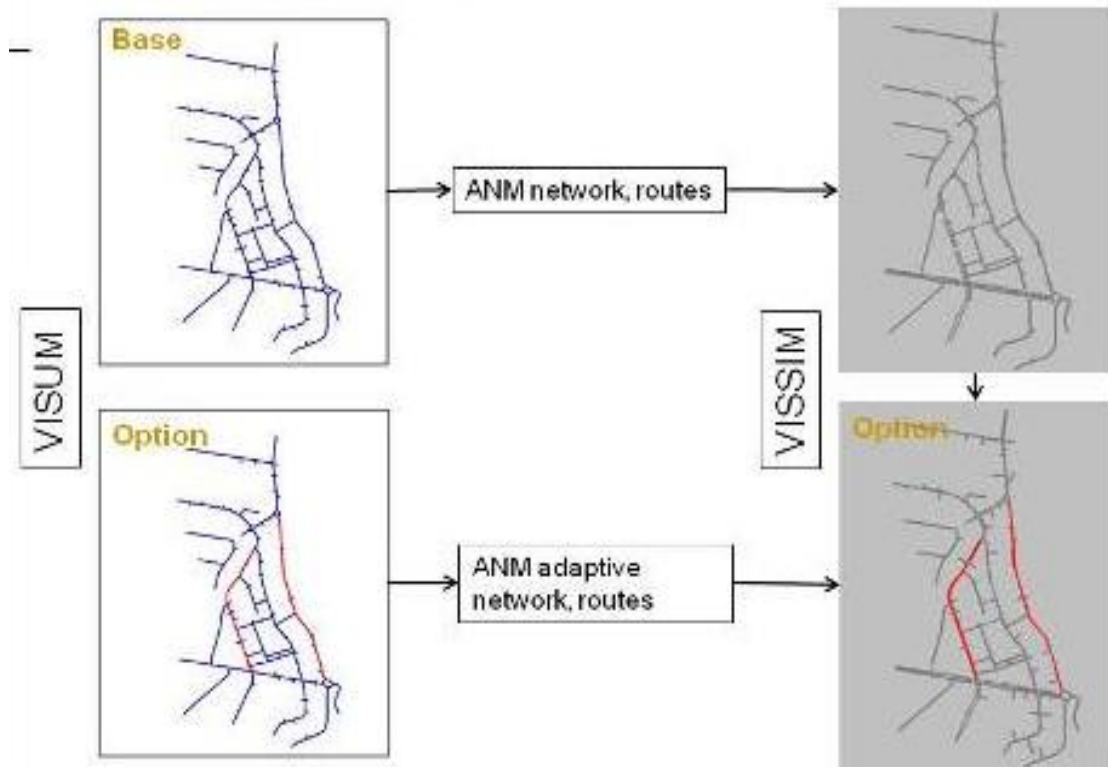 Base
ANM network, routes
VISUM
VISSIM
Option
ANM adaptive
network, routes
Option